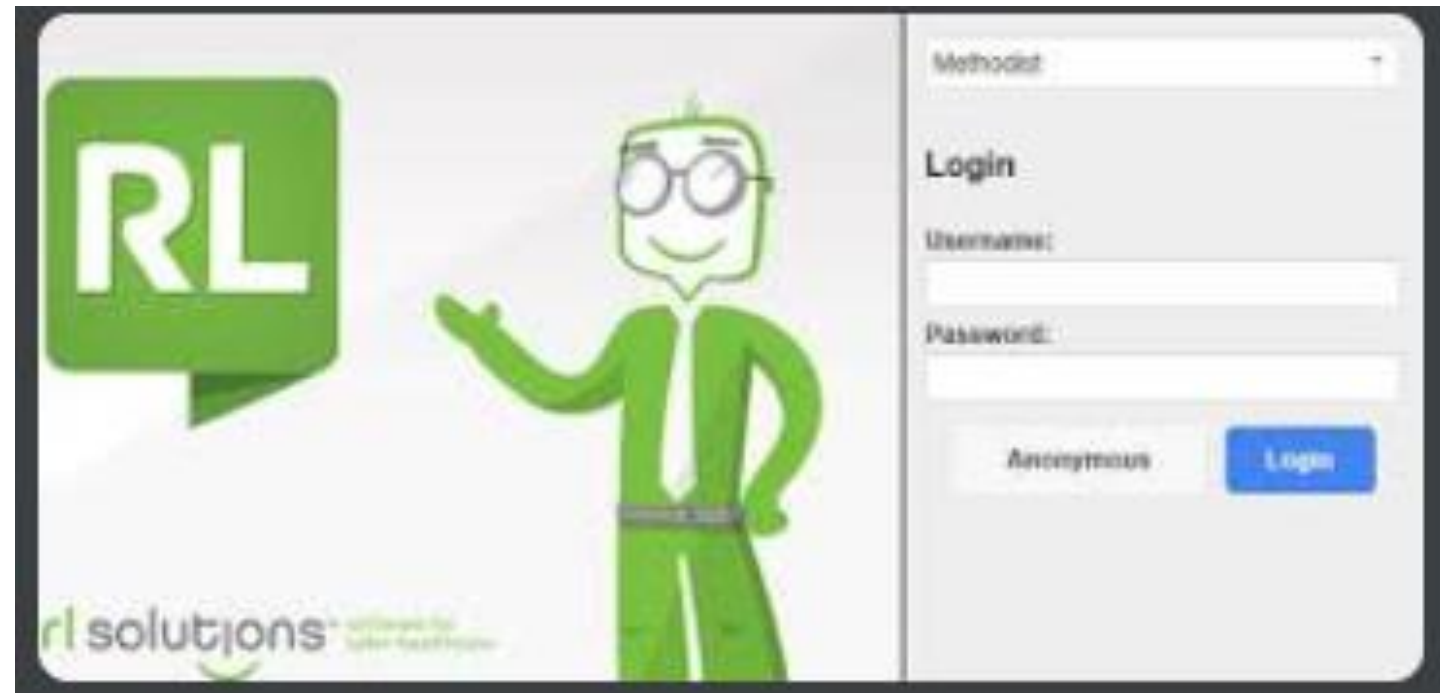 RL
rl solutions
Methodist
Login
Username:
Password:
Anonymous
Login